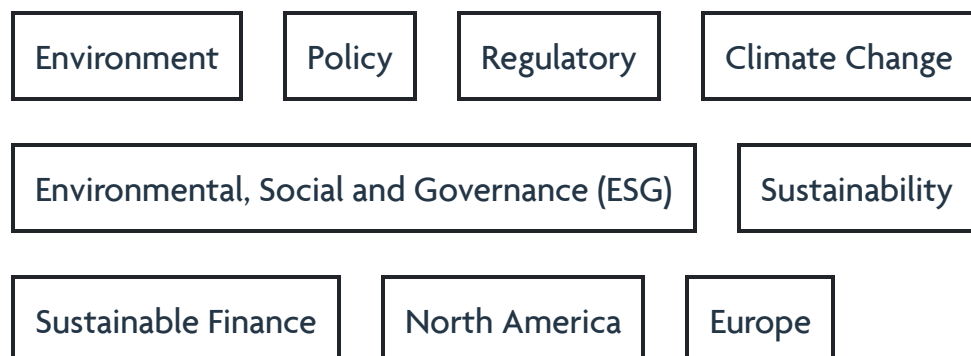 Environment Policy Regulatory Climate Change
Environmental, Social and Governance (ESG) Sustainability
Sustainable Finance North America Europe